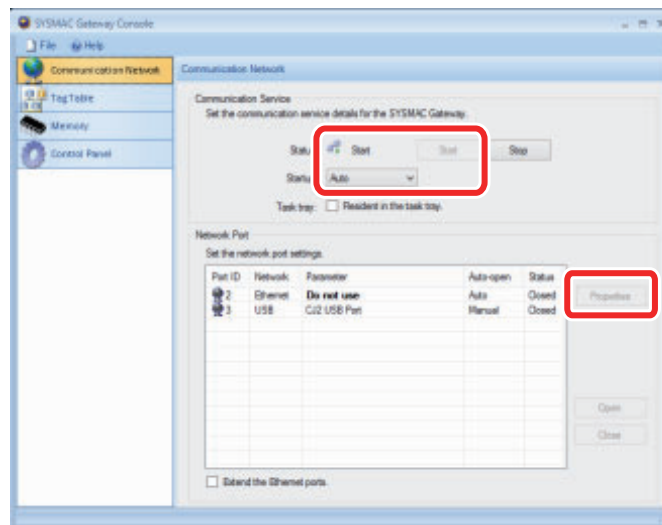 SYSMAC Gateway Console
File Help
Communication Network
Tag Table
Memory
Control Panel
Communication Network
Communication Service
Set the communication service details for the SYSMAC Gateway.
Status Start Start Stop
Startup Auto
Task tray: Resident in the task tray.
Network Port
Set the network port settings.
Port ID Network Parameter Auto-open Status
2 Ethernet Do not use Auto Closed
3 USB CJ2 USB Port Manual Closed
Properties
Open
Close
Extend the Ethernet ports.